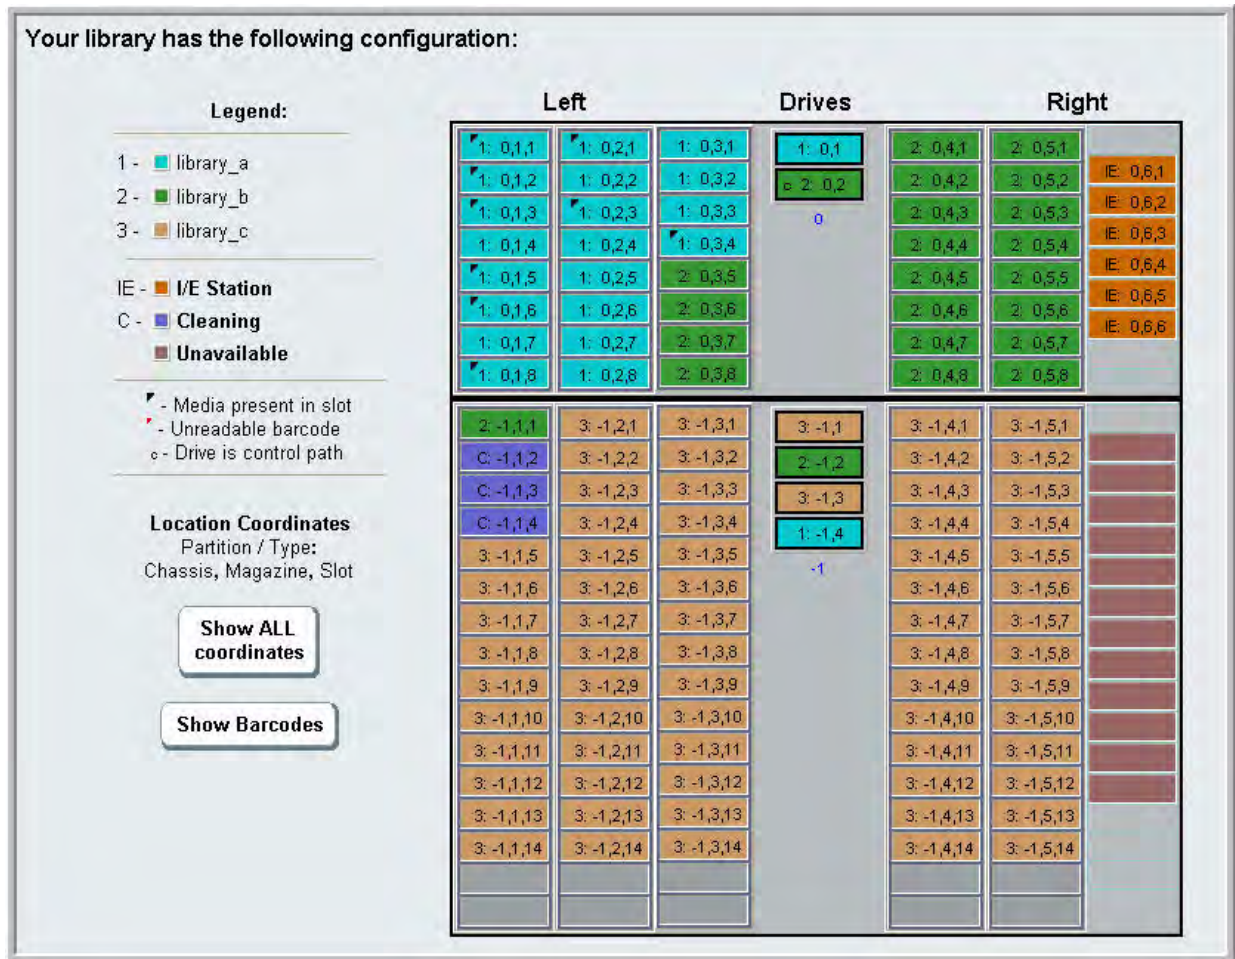 Your library has the following configuration:
Legend:
1 - library_a
2 - library_b
3 - library_c
IE - I/E Station
C - Cleaning
Unavailable
- Media present in slot
- Unreadable barcode
c - Drive is control path
Location Coordinates
Partition / Type:
Chassis, Magazine, Slot
Show ALL
coordinates
Show Barcodes
Left Drives Right
1: 0,1,1 1: 0,2,1 1: 0,3,1 1: 0,1 2: 0,4,1 2: 0,5,1 IE: 0,6,1
1: 0,1,2 1: 0,2,2 1: 0,3,2 c 2: 0,2 2: 0,4,2 2: 0,5,2 IE: 0,6,2
1: 0,1,3 1: 0,2,3 1: 0,3,3 0 2: 0,4,3 2: 0,5,3 IE: 0,6,3
1: 0,1,4 1: 0,2,4 1: 0,3,4 2: 0,4,4 2: 0,5,4 IE: 0,6,4
1: 0,1,5 1: 0,2,5 2: 0,3,5 2: 0,4,5 2: 0,5,5 IE: 0,6,5
1: 0,1,6 1: 0,2,6 2: 0,3,6 2: 0,4,6 2: 0,5,6 IE: 0,6,6
1: 0,1,7 1: 0,2,7 2: 0,3,7 2: 0,4,7 2: 0,5,7
1: 0,1,8 1: 0,2,8 2: 0,3,8 2: 0,4,8 2: 0,5,8
2: -1,1,1 3: -1,2,1 3: -1,3,1 3: -1,1 3: -1,4,1 3: -1,5,1
C: -1,1,2 3: -1,2,2 3: -1,3,2 2: -1,2 3: -1,4,2 3: -1,5,2
C: -1,1,3 3: -1,2,3 3: -1,3,3 3: -1,3 3: -1,4,3 3: -1,5,3
C: -1,1,4 3: -1,2,4 3: -1,3,4 1: -1,4 3: -1,4,4 3: -1,5,4
3: -1,1,5 3: -1,2,5 3: -1,3,5 -1 3: -1,4,5 3: -1,5,5
3: -1,1,6 3: -1,2,6 3: -1,3,6 3: -1,4,6 3: -1,5,6
3: -1,1,7 3: -1,2,7 3: -1,3,7 3: -1,4,7 3: -1,5,7
3: -1,1,8 3: -1,2,8 3: -1,3,8 3: -1,4,8 3: -1,5,8
3: -1,1,9 3: -1,2,9 3: -1,3,9 3: -1,4,9 3: -1,5,9
3: -1,1,10 3: -1,2,10 3: -1,3,10 3: -1,4,10 3: -1,5,10
3: -1,1,11 3: -1,2,11 3: -1,3,11 3: -1,4,11 3: -1,5,11
3: -1,1,12 3: -1,2,12 3: -1,3,12 3: -1,4,12 3: -1,5,12
3: -1,1,13 3: -1,2,13 3: -1,3,13 3: -1,4,13 3: -1,5,13
3: -1,1,14 3: -1,2,14 3: -1,3,14 3: -1,4,14 3: -1,5,14